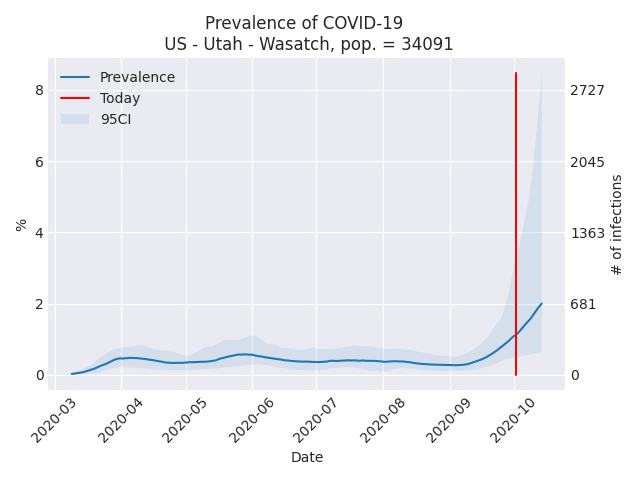 Prevalence of COVID-19
US - Utah - Wasatch, pop. = 34091
Prevalence
Today
95CI
8
6
4
2
0
%
2727
2045
1363
681
0
# of infections
2020-03
2020-04
2020-05
2020-06
2020-07
2020-08
2020-09
2020-10
Date